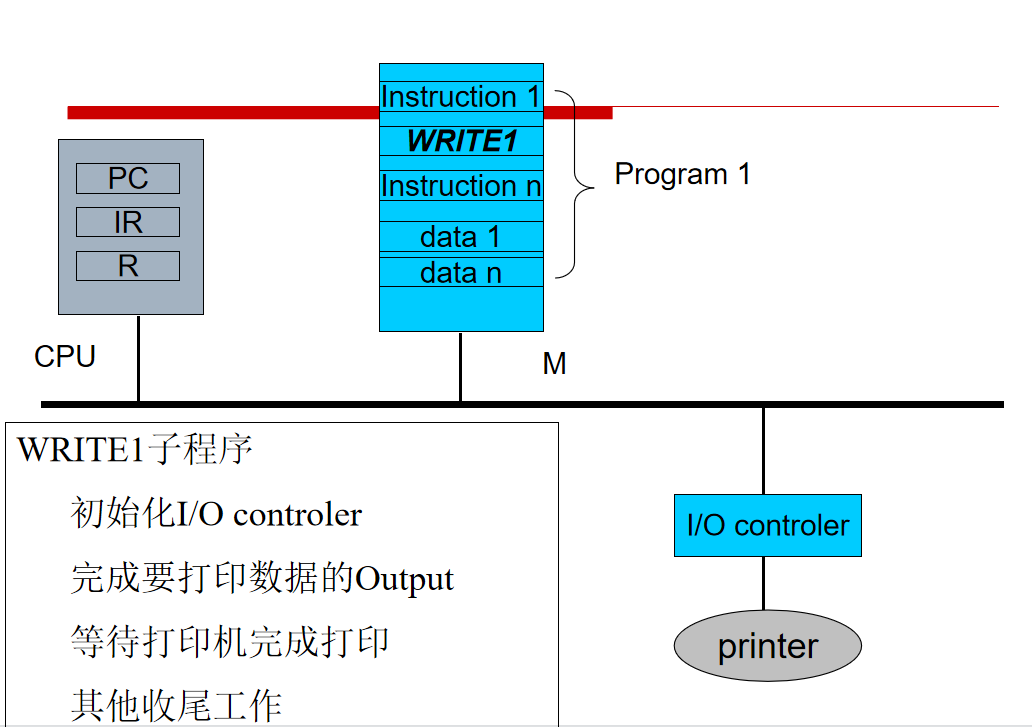 Instruction 1
WRITE1
Instruction n
data 1
data n
Program 1
PC
IR
R
CPU
M
WRITE1子程序
初始化I/O controler
完成要打印数据的Output
等待打印机完成打印
其他收尾工作
I/O controler
printer